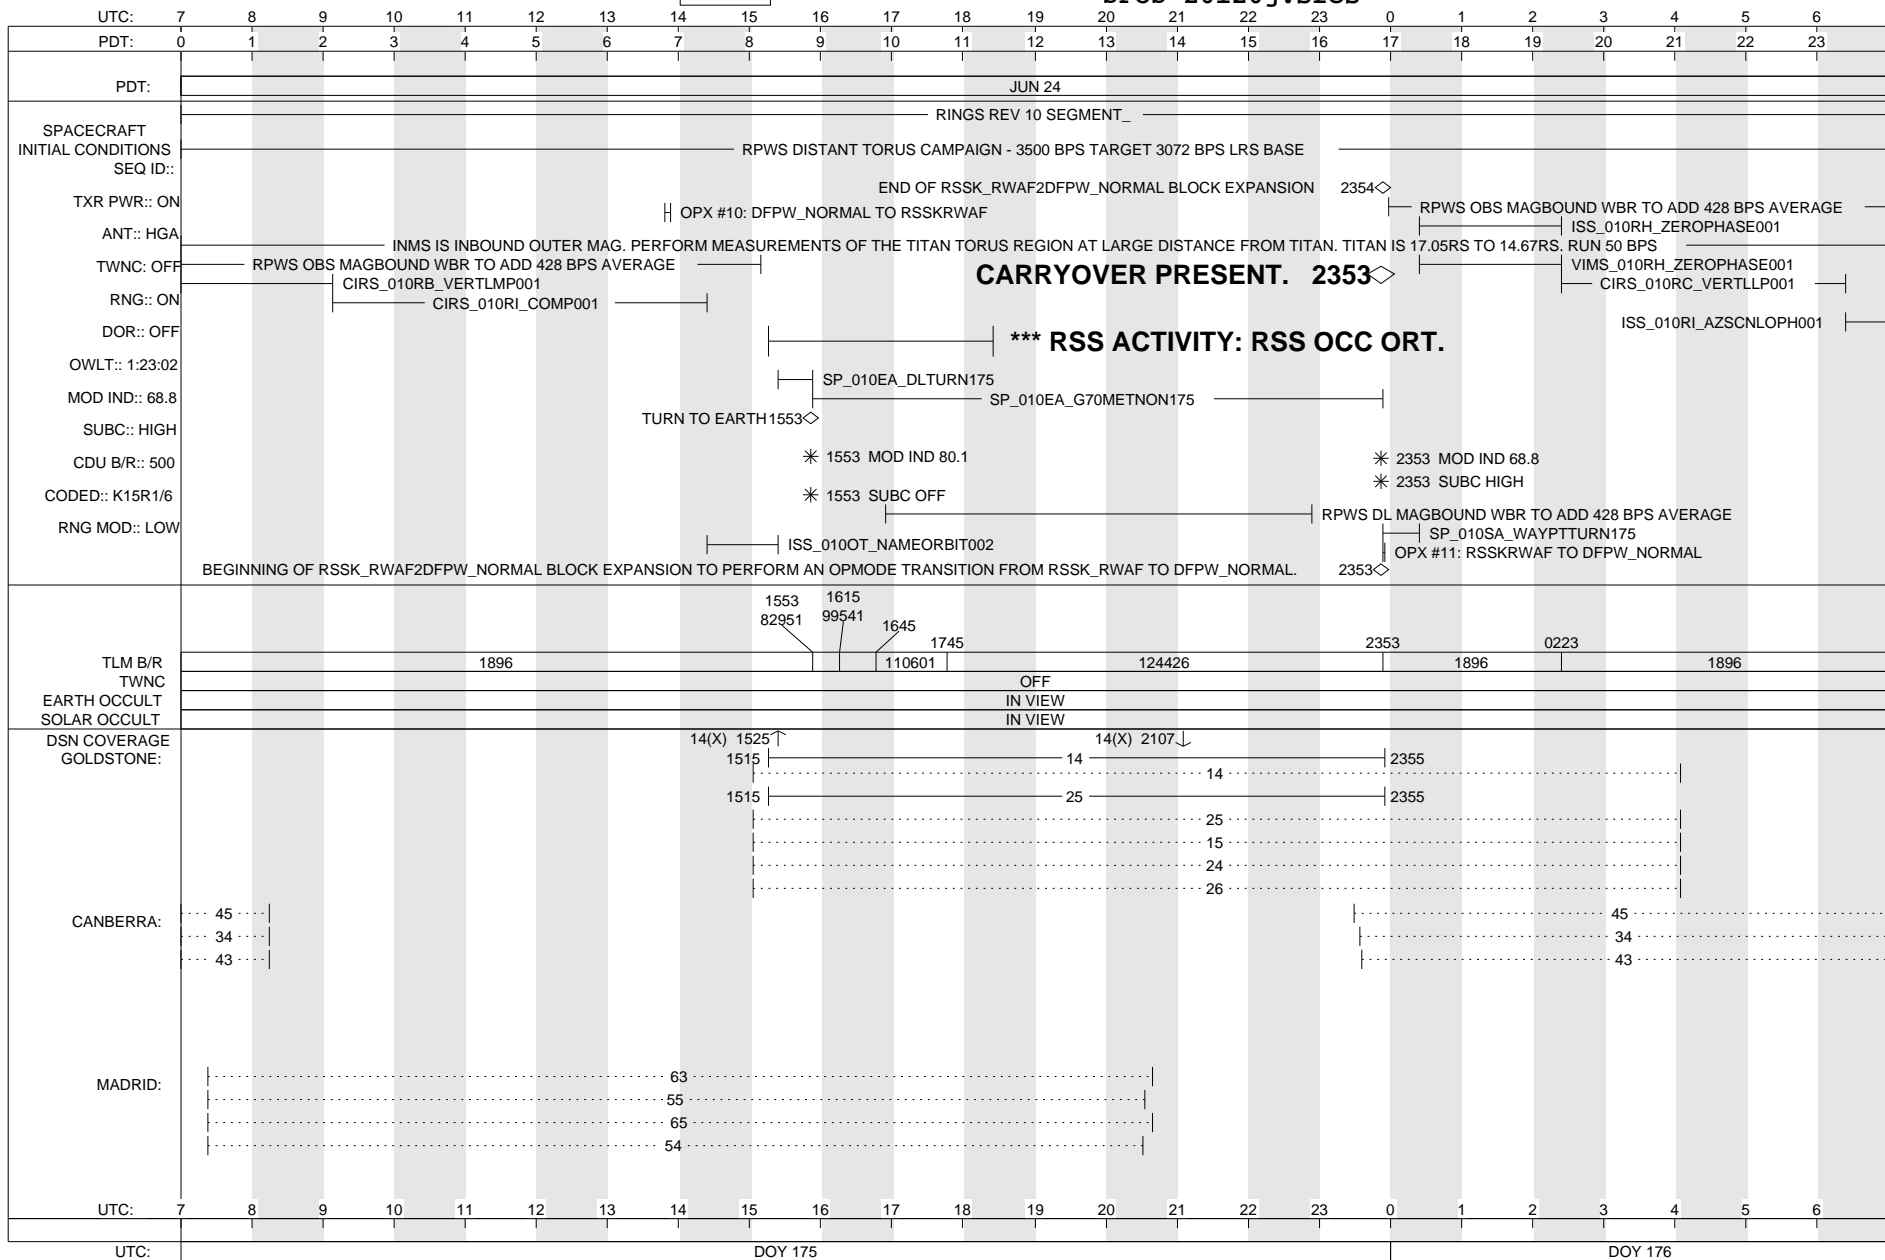 UTC: 7 8 9 10 11 12 13 14 15 16 17 18 19 20 21 22 23 0 1 2 3 4 5 6
PDT: 0 1 2 3 4 5 6 7 8 9 10 11 12 13 14 15 16 17 18 19 20 21 22 23
PDT: JUN 24
RINGS REV 10 SEGMENT_
SPACECRAFT
INITIAL CONDITIONS
RPWS DISTANT TORUS CAMPAIGN - 3500 BPS TARGET 3072 BPS LRS BASE
SEQ ID::
END OF RSSK_RWAF2DFPW_NORMAL BLOCK EXPANSION 2354
TXR PWR:: ON
RPWS OBS MAGBOUND WBR TO ADD 428 BPS AVERAGE
OPX #10: DFPW_NORMAL TO RSSKRWAF
ISS_010RH_ZEROPHASE001
ANT:: HGA
INMS IS INBOUND OUTER MAG. PERFORM MEASUREMENTS OF THE TITAN TORUS REGION AT LARGE DISTANCE FROM TITAN. TITAN IS 17.05RS TO 14.67RS. RUN 50 BPS
TWNC: OFF
RPWS OBS MAGBOUND WBR TO ADD 428 BPS AVERAGE
VIMS_010RH_ZEROPHASE001
CARRYOVER PRESENT. 2353
CIRS_010RB_VERTLMP001
CIRS_010RC_VERTLLP001
RNG:: ON
CIRS_010RI_COMP001
ISS_010RI_AZSCNLOPH001
DOR:: OFF
*** RSS ACTIVITY: RSS OCC ORT.
OWLT:: 1:23:02
SP_010EA_DLTURN175
MOD IND:: 68.8
SP_010EA_G70METNON175
TURN TO EARTH 1553
SUBC:: HIGH
1553 MOD IND 80.1
2353 MOD IND 68.8
CDU B/R:: 500
2353 SUBC HIGH
CODED:: K15R1/6
1553 SUBC OFF
RPWS DL MAGBOUND WBR TO ADD 428 BPS AVERAGE
RNG MOD:: LOW
SP_010SA_WAYPTTURN175
ISS_010OT_NAMEORBIT002
OPX #11: RSSKRWAF TO DFPW_NORMAL
BEGINNING OF RSSK_RWAF2DFPW_NORMAL BLOCK EXPANSION TO PERFORM AN OPMODE TRANSITION FROM RSSK_RWAF TO DFPW_NORMAL. 2353
1553 1615
82951 99541 1645
1745 2353 0223
TLM B/R 1896 110601 124426 1896 1896
TWNC OFF
EARTH OCCULT IN VIEW
SOLAR OCCULT IN VIEW
DSN COVERAGE 14(X) 1525 14(X) 2107
GOLDSTONE: 1515 14 2355
14
1515 25 2355
25
15
24
26
CANBERRA: 45 45
34 34
43 43
MADRID: 63
55
65
54
UTC: 7 8 9 10 11 12 13 14 15 16 17 18 19 20 21 22 23 0 1 2 3 4 5 6
UTC: DOY 175 DOY 176